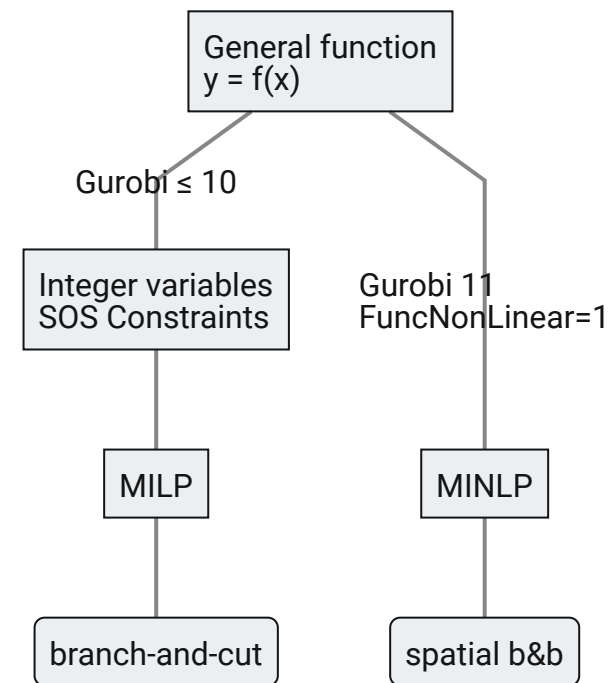 General function
y = f(x)
Gurobi ≤ 10
Integer variables
SOS Constraints
Gurobi 11
FuncNonLinear=1
MILP
MINLP
branch-and-cut
spatial b&b